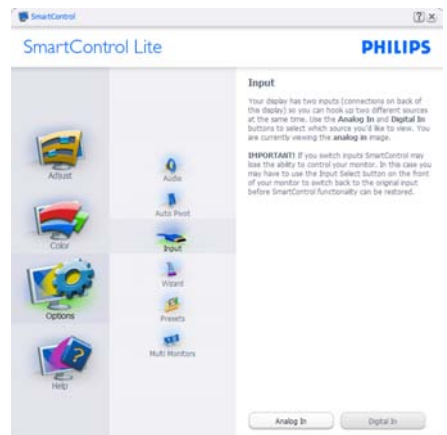 SmartControl
SmartControl Lite
PHILIPS
Adjust
Color
Options
Help
Audio
Auto Pivot
Input
Wizard
Presets
Multi Monitors
Input
Your display has two inputs (connections on back of
this display) so you can hook up two different sources
at the same time. Use the Analog In and Digital In
buttons to select which source you'd like to view. You
are currently viewing the analog in image.
IMPORTANT! If you switch inputs SmartControl may
lose the ability to control your monitor. In this case you
may have to use the Input Select button on the front
of your monitor to switch back to the original input
before SmartControl functionality can be restored.
Analog In
Digital In